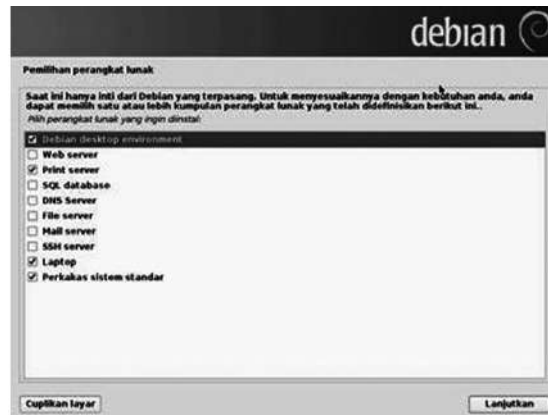 debian
Pemilihan perangkat lunak
Saat ini hanya inti dari Debian yang terpasang. Untuk menyesuaikannya dengan kebutuhan anda, anda
dapat memilih satu atau lebih kumpulan perangkat lunak yang telah didefinisikan berikut ini..
Pilih perangkat lunak yang ingin diinstal:
Debian desktop environment
Web server
Print server
SQL database
DNS Server
File server
Mail server
SSH server
Laptop
Perkakas sistem standar
Cuplikan layar
Lanjutkan